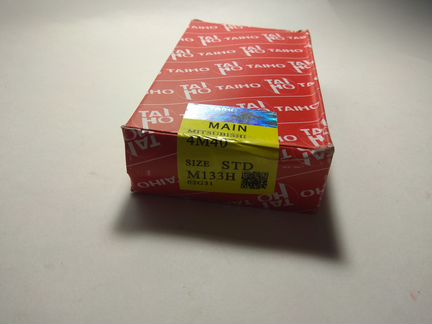 TAIHO
MAIN
MITSUBISHI
4M40
SIZE STD
M133H